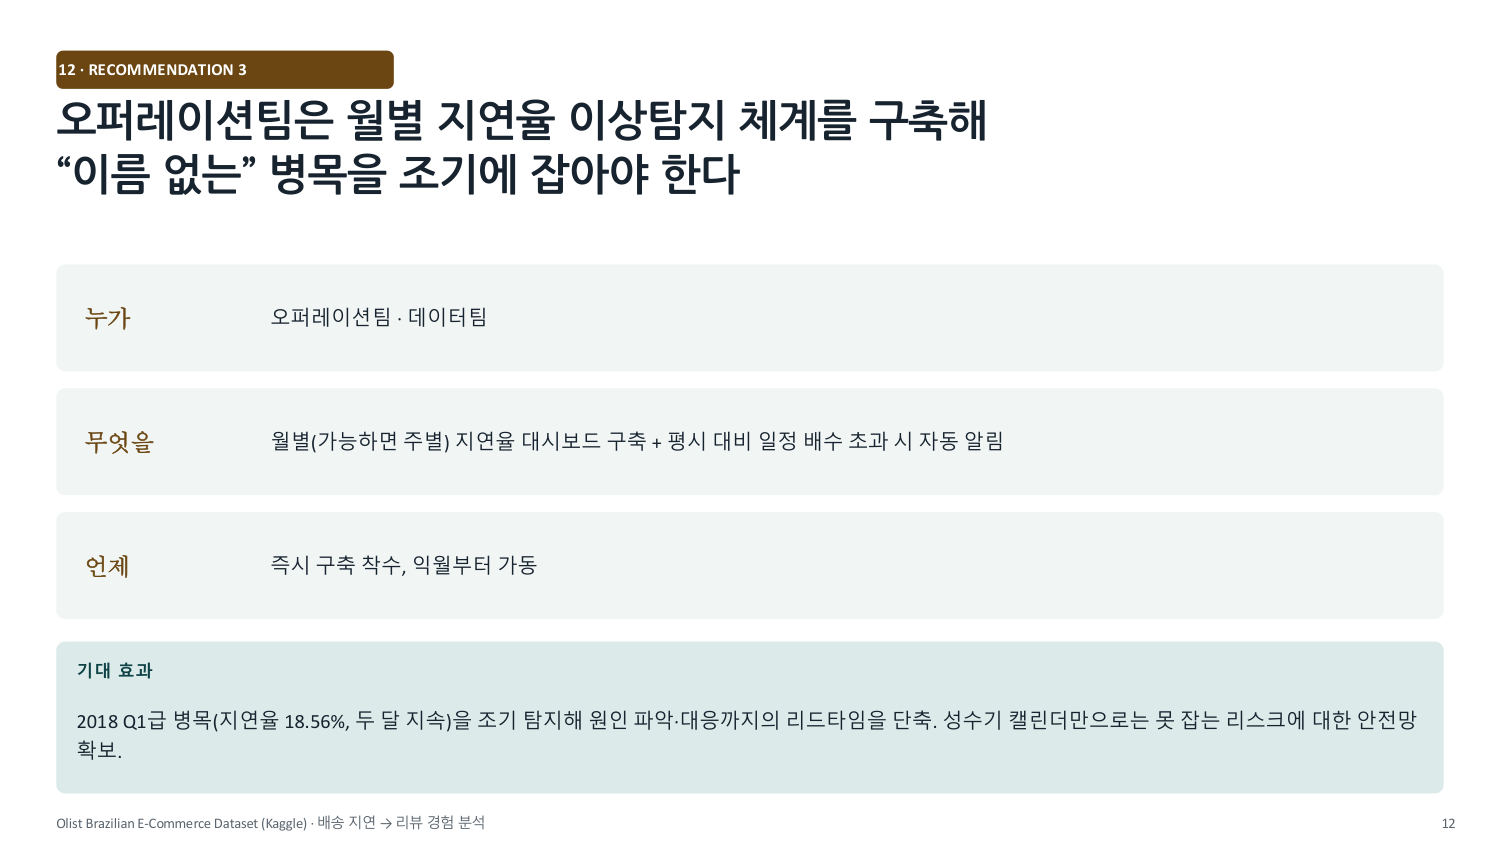 12 · RECOMMENDATION 3
오퍼레이션팀은 월별 지연율 이상탐지 체계를 구축해
“이름 없는” 병목을 조기에 잡아야 한다
누가
오퍼레이션팀 · 데이터팀
무엇을
월별(가능하면 주별) 지연율 대시보드 구축 + 평시 대비 일정 배수 초과 시 자동 알림
언제
즉시 구축 착수, 익월부터 가동
기대 효과
2018 Q1급 병목(지연율 18.56%, 두 달 지속)을 조기 탐지해 원인 파악·대응까지의 리드타임을 단축. 성수기 캘린더만으로는 못 잡는 리스크에 대한 안전망
확보.
Olist Brazilian E-Commerce Dataset (Kaggle) · 배송 지연 → 리뷰 경험 분석
12